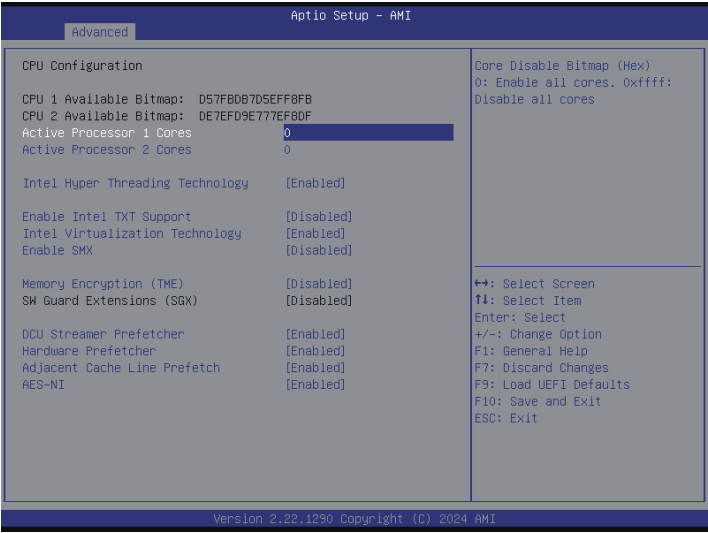 Aptio Setup – AMI
Advanced
CPU Configuration
CPU 1 Available Bitmap: D57FBDB7D5EFF8FB
CPU 2 Available Bitmap: DE7EFD9E777EF8DF
Active Processor 1 Cores 0
Active Processor 2 Cores 0
Intel Hyper Threading Technology [Enabled]
Enable Intel TXT Support [Disabled]
Intel Virtualization Technology [Enabled]
Enable SMX [Disabled]
Memory Encryption (TME) [Disabled]
SW Guard Extensions (SGX) [Disabled]
DCU Streamer Prefetcher [Enabled]
Hardware Prefetcher [Enabled]
Adjacent Cache Line Prefetch [Enabled]
AES-NI [Enabled]
Core Disable Bitmap (Hex)
0: Enable all cores. 0xffff:
Disable all cores
↔: Select Screen
↑↓: Select Item
Enter: Select
+/-: Change Option
F1: General Help
F7: Discard Changes
F9: Load UEFI Defaults
F10: Save and Exit
ESC: Exit
Version 2.22.1290 Copyright (C) 2024 AMI